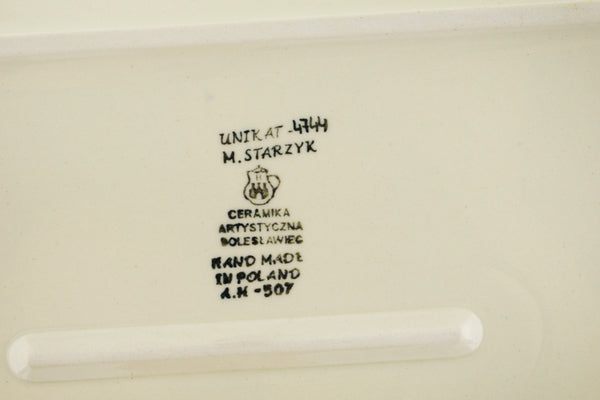 UNIKAT-4744
M. STARZYK
CERAMIKA
ARTYSTYCZNA
BOLESŁAWIEC
HAND MADE
IN POLAND
A.H-507